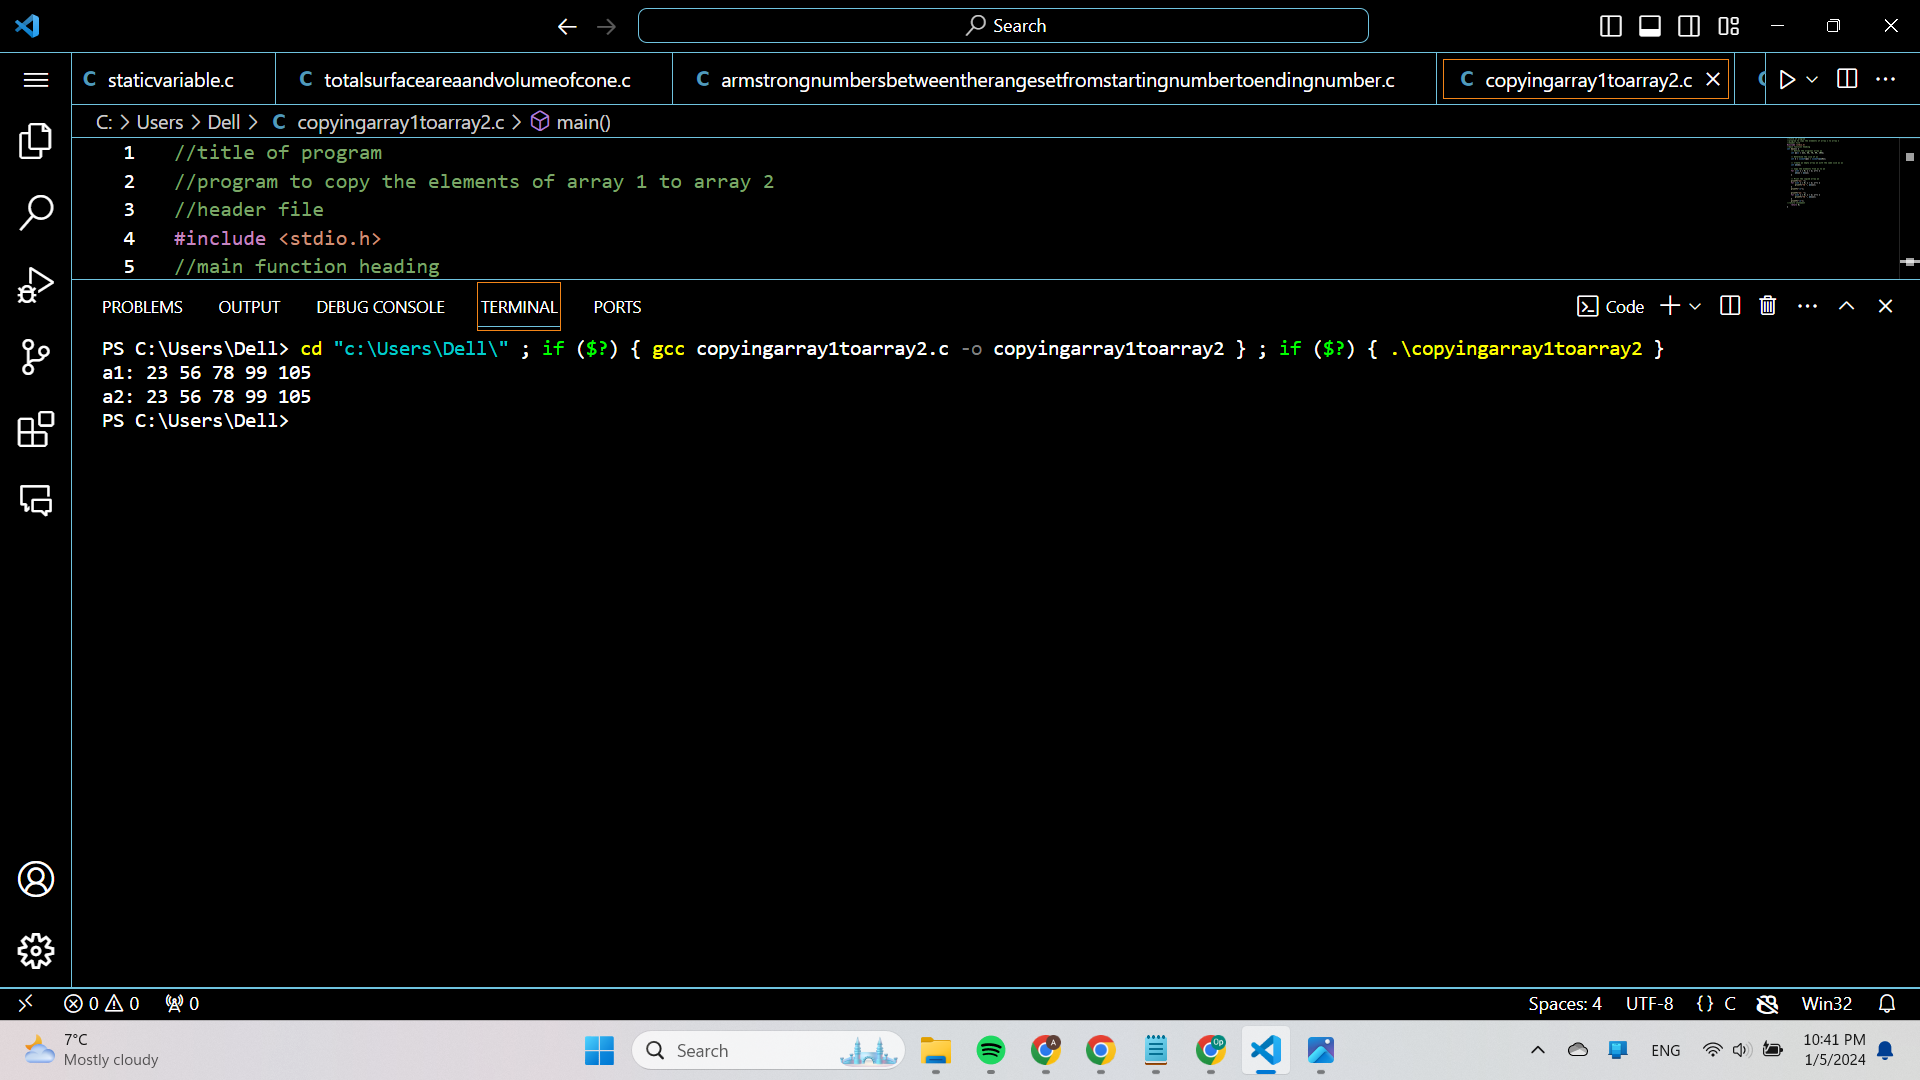 Search
C staticvariable.c
C totalsurfaceareaandvolumeofcone.c
C armstrongnumbersbetweentherangesetfromstartingnumbertoendingnumber.c
C copyingarray1toarray2.c
C: > Users > Dell > C copyingarray1toarray2.c > main()
1 //title of program
2 //program to copy the elements of array 1 to array 2
3 //header file
4 #include <stdio.h>
5 //main function heading
PROBLEMS OUTPUT DEBUG CONSOLE TERMINAL PORTS
Code
PS C:\Users\Dell> cd "c:\Users\Dell\" ; if ($?) { gcc copyingarray1toarray2.c -o copyingarray1toarray2 } ; if ($?) { .\copyingarray1toarray2 }
a1: 23 56 78 99 105
a2: 23 56 78 99 105
PS C:\Users\Dell>
0 0 0
Spaces: 4 UTF-8 {} C Win32
7°C
Mostly cloudy
Search
A
Op
ENG
10:41 PM
1/5/2024